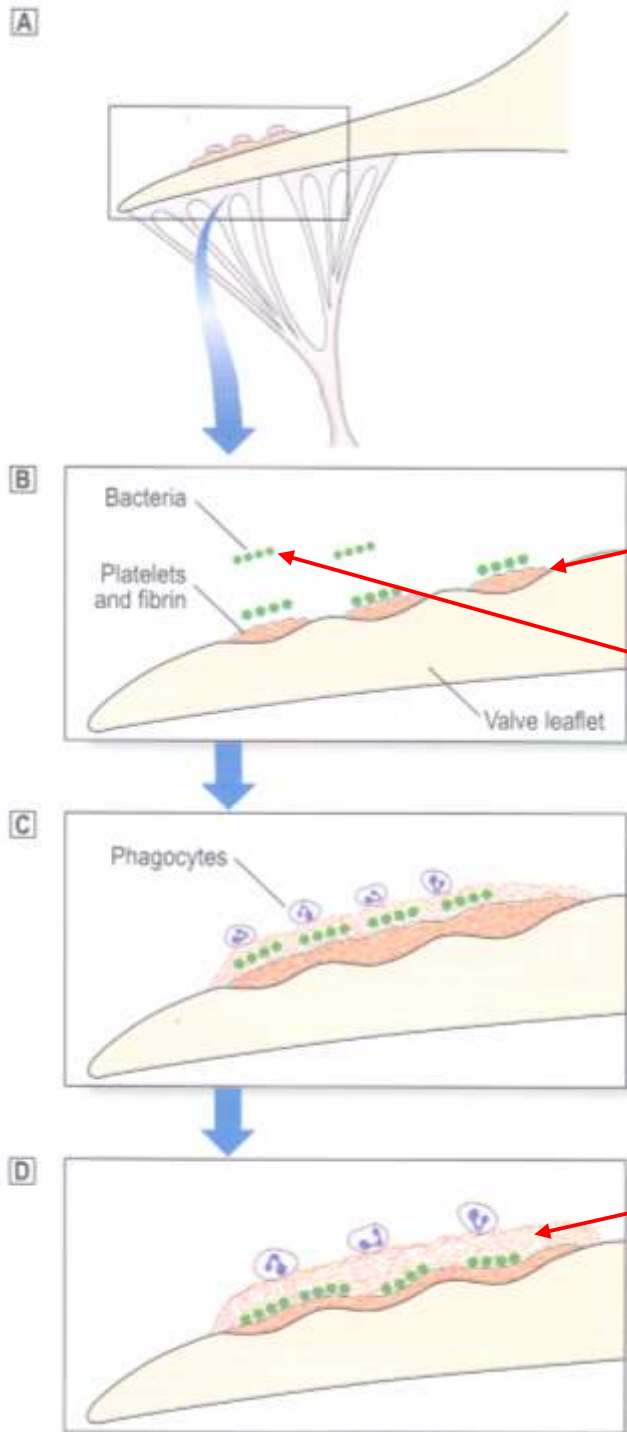 A
B
Bacteria
Platelets
and fibrin
Valve leaflet
C
Phagocytes
D